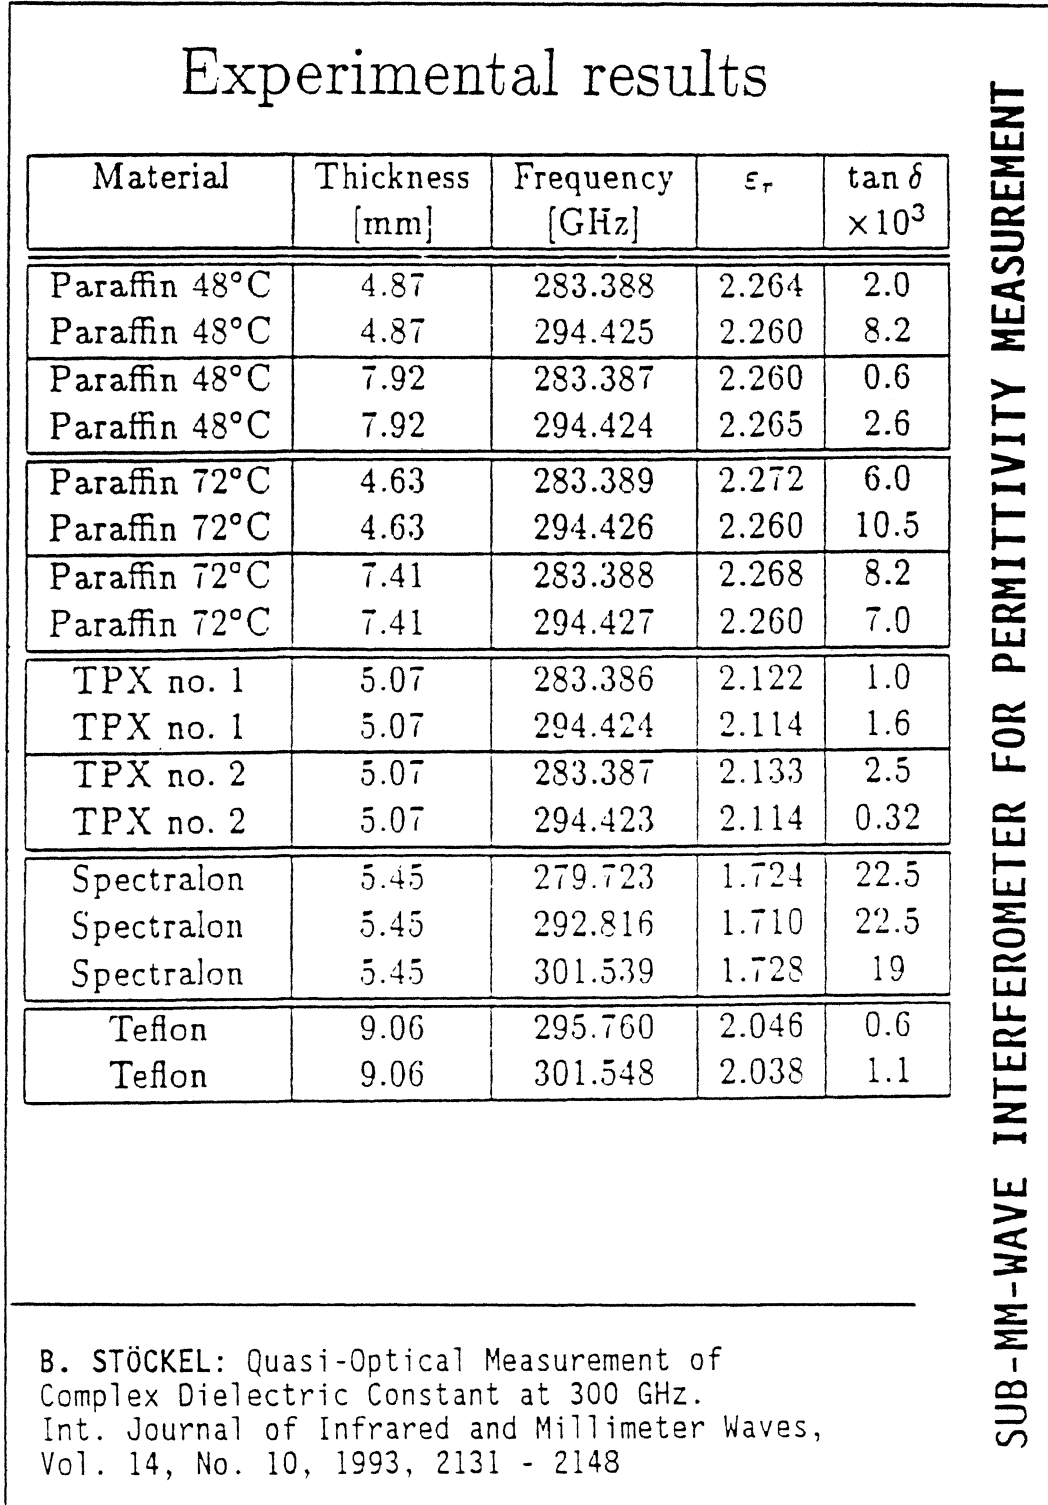 Experimental results
Material Thickness Frequency εᵣ tan δ
[mm] [GHz] ×10³
Paraffin 48°C 4.87 283.388 2.264 2.0
Paraffin 48°C 4.87 294.425 2.260 8.2
Paraffin 48°C 7.92 283.387 2.260 0.6
Paraffin 48°C 7.92 294.424 2.265 2.6
Paraffin 72°C 4.63 283.389 2.272 6.0
Paraffin 72°C 4.63 294.426 2.260 10.5
Paraffin 72°C 7.41 283.388 2.268 8.2
Paraffin 72°C 7.41 294.427 2.260 7.0
TPX no. 1 5.07 283.386 2.122 1.0
TPX no. 1 5.07 294.424 2.114 1.6
TPX no. 2 5.07 283.387 2.133 2.5
TPX no. 2 5.07 294.423 2.114 0.32
Spectralon 5.45 279.723 1.724 22.5
Spectralon 5.45 292.816 1.710 22.5
Spectralon 5.45 301.539 1.728 19
Teflon 9.06 295.760 2.046 0.6
Teflon 9.06 301.548 2.038 1.1
B. STÖCKEL: Quasi-Optical Measurement of
Complex Dielectric Constant at 300 GHz.
Int. Journal of Infrared and Millimeter Waves,
Vol. 14, No. 10, 1993, 2131 - 2148
SUB-MM-WAVE INTERFEROMETER FOR PERMITTIVITY MEASUREMENT